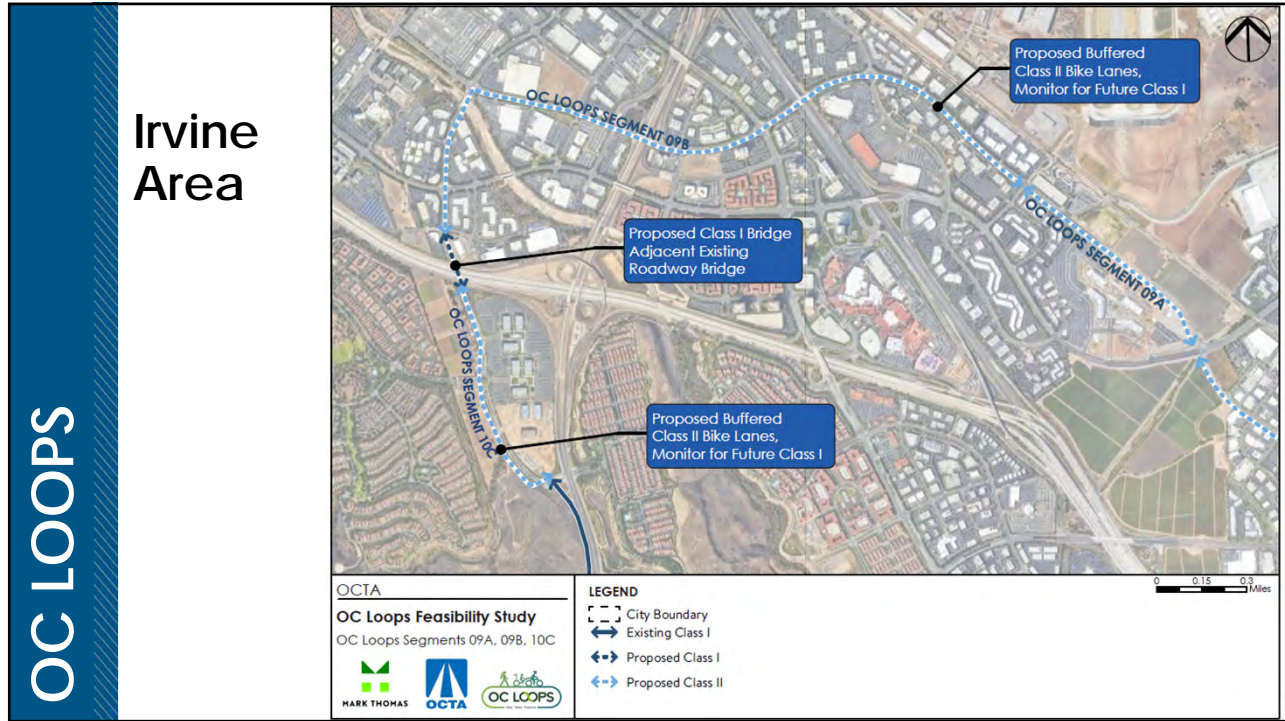 OC LOOPS
Irvine
Area
Proposed Buffered
Class II Bike Lanes,
Monitor for Future Class I
OC LOOPS SEGMENT 09B
OC LOOPS SEGMENT 09A
Proposed Class I Bridge
Adjacent Existing
Roadway Bridge
OC LOOPS SEGMENT 10C
Proposed Buffered
Class II Bike Lanes,
Monitor for Future Class I
OCTA
OC Loops Feasibility Study
OC Loops Segments 09A, 09B, 10C
MARK THOMAS
OCTA
OC LOOPS
LEGEND
City Boundary
Existing Class I
Proposed Class I
Proposed Class II
0 0.15 0.3
Miles